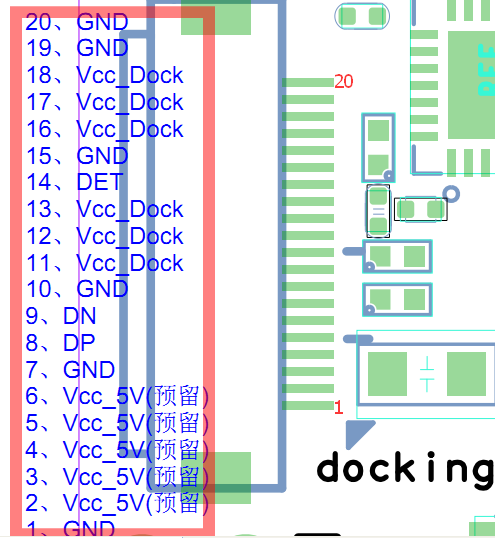 20、GND
19、GND
18、Vcc_Dock
17、Vcc_Dock
16、Vcc_Dock
15、GND
14、DET
13、Vcc_Dock
12、Vcc_Dock
11、Vcc_Dock
10、GND
9、DN
8、DP
7、GND
6、Vcc_5V(预留)
5、Vcc_5V(预留)
4、Vcc_5V(预留)
3、Vcc_5V(预留)
2、Vcc_5V(预留)
1、GND
20
1
docking